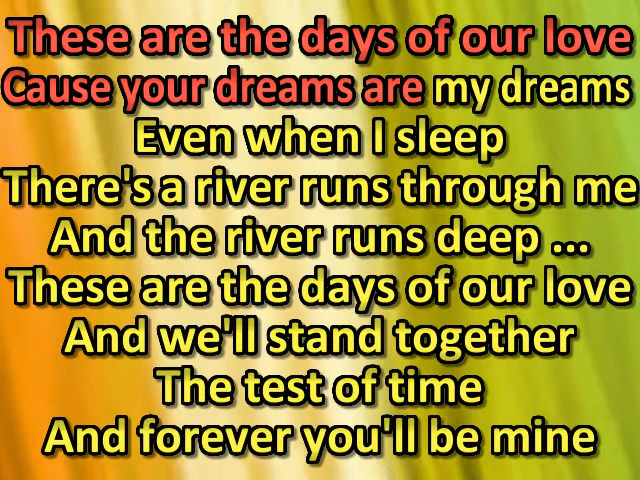 These are the days of our love
Cause your dreams are my dreams
Even when I sleep
There's a river runs through me
And the river runs deep ...
These are the days of our love
And we'll stand together
The test of time
And forever you'll be mine